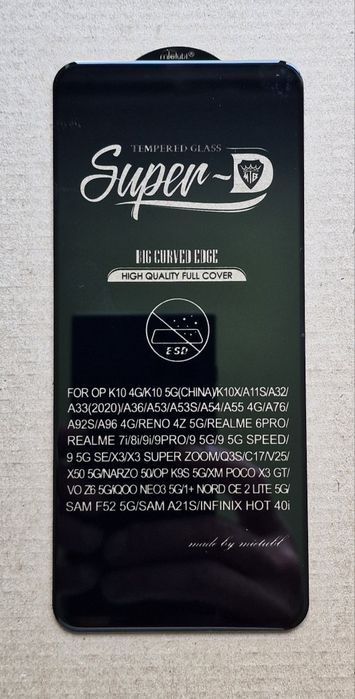 mietubl®
TEMPERED GLASS
Super-D
MTB
BIG CURVED EDGE
HIGH QUALITY FULL COVER
ESD
FOR OP K10 4G/K10 5G(CHINA)/K10X/A11S/A32/
A33(2020)/A36/A53/A53S/A54/A55 4G/A76/
A92S/A96 4G/RENO 4Z 5G/REALME 6PRO/
REALME 7i/8i/9i/9PRO/9 5G/9 5G SPEED/
9 5G SE/X3/X3 SUPER ZOOM/Q3S/C17/V25/
X50 5G/NARZO 50/OP K9S 5G/XM POCO X3 GT/
VO Z6 5G/iQOO NEO3 5G/1+ NORD CE 2 LITE 5G/
SAM F52 5G/SAM A21S/INFINIX HOT 40i
made by mietubl